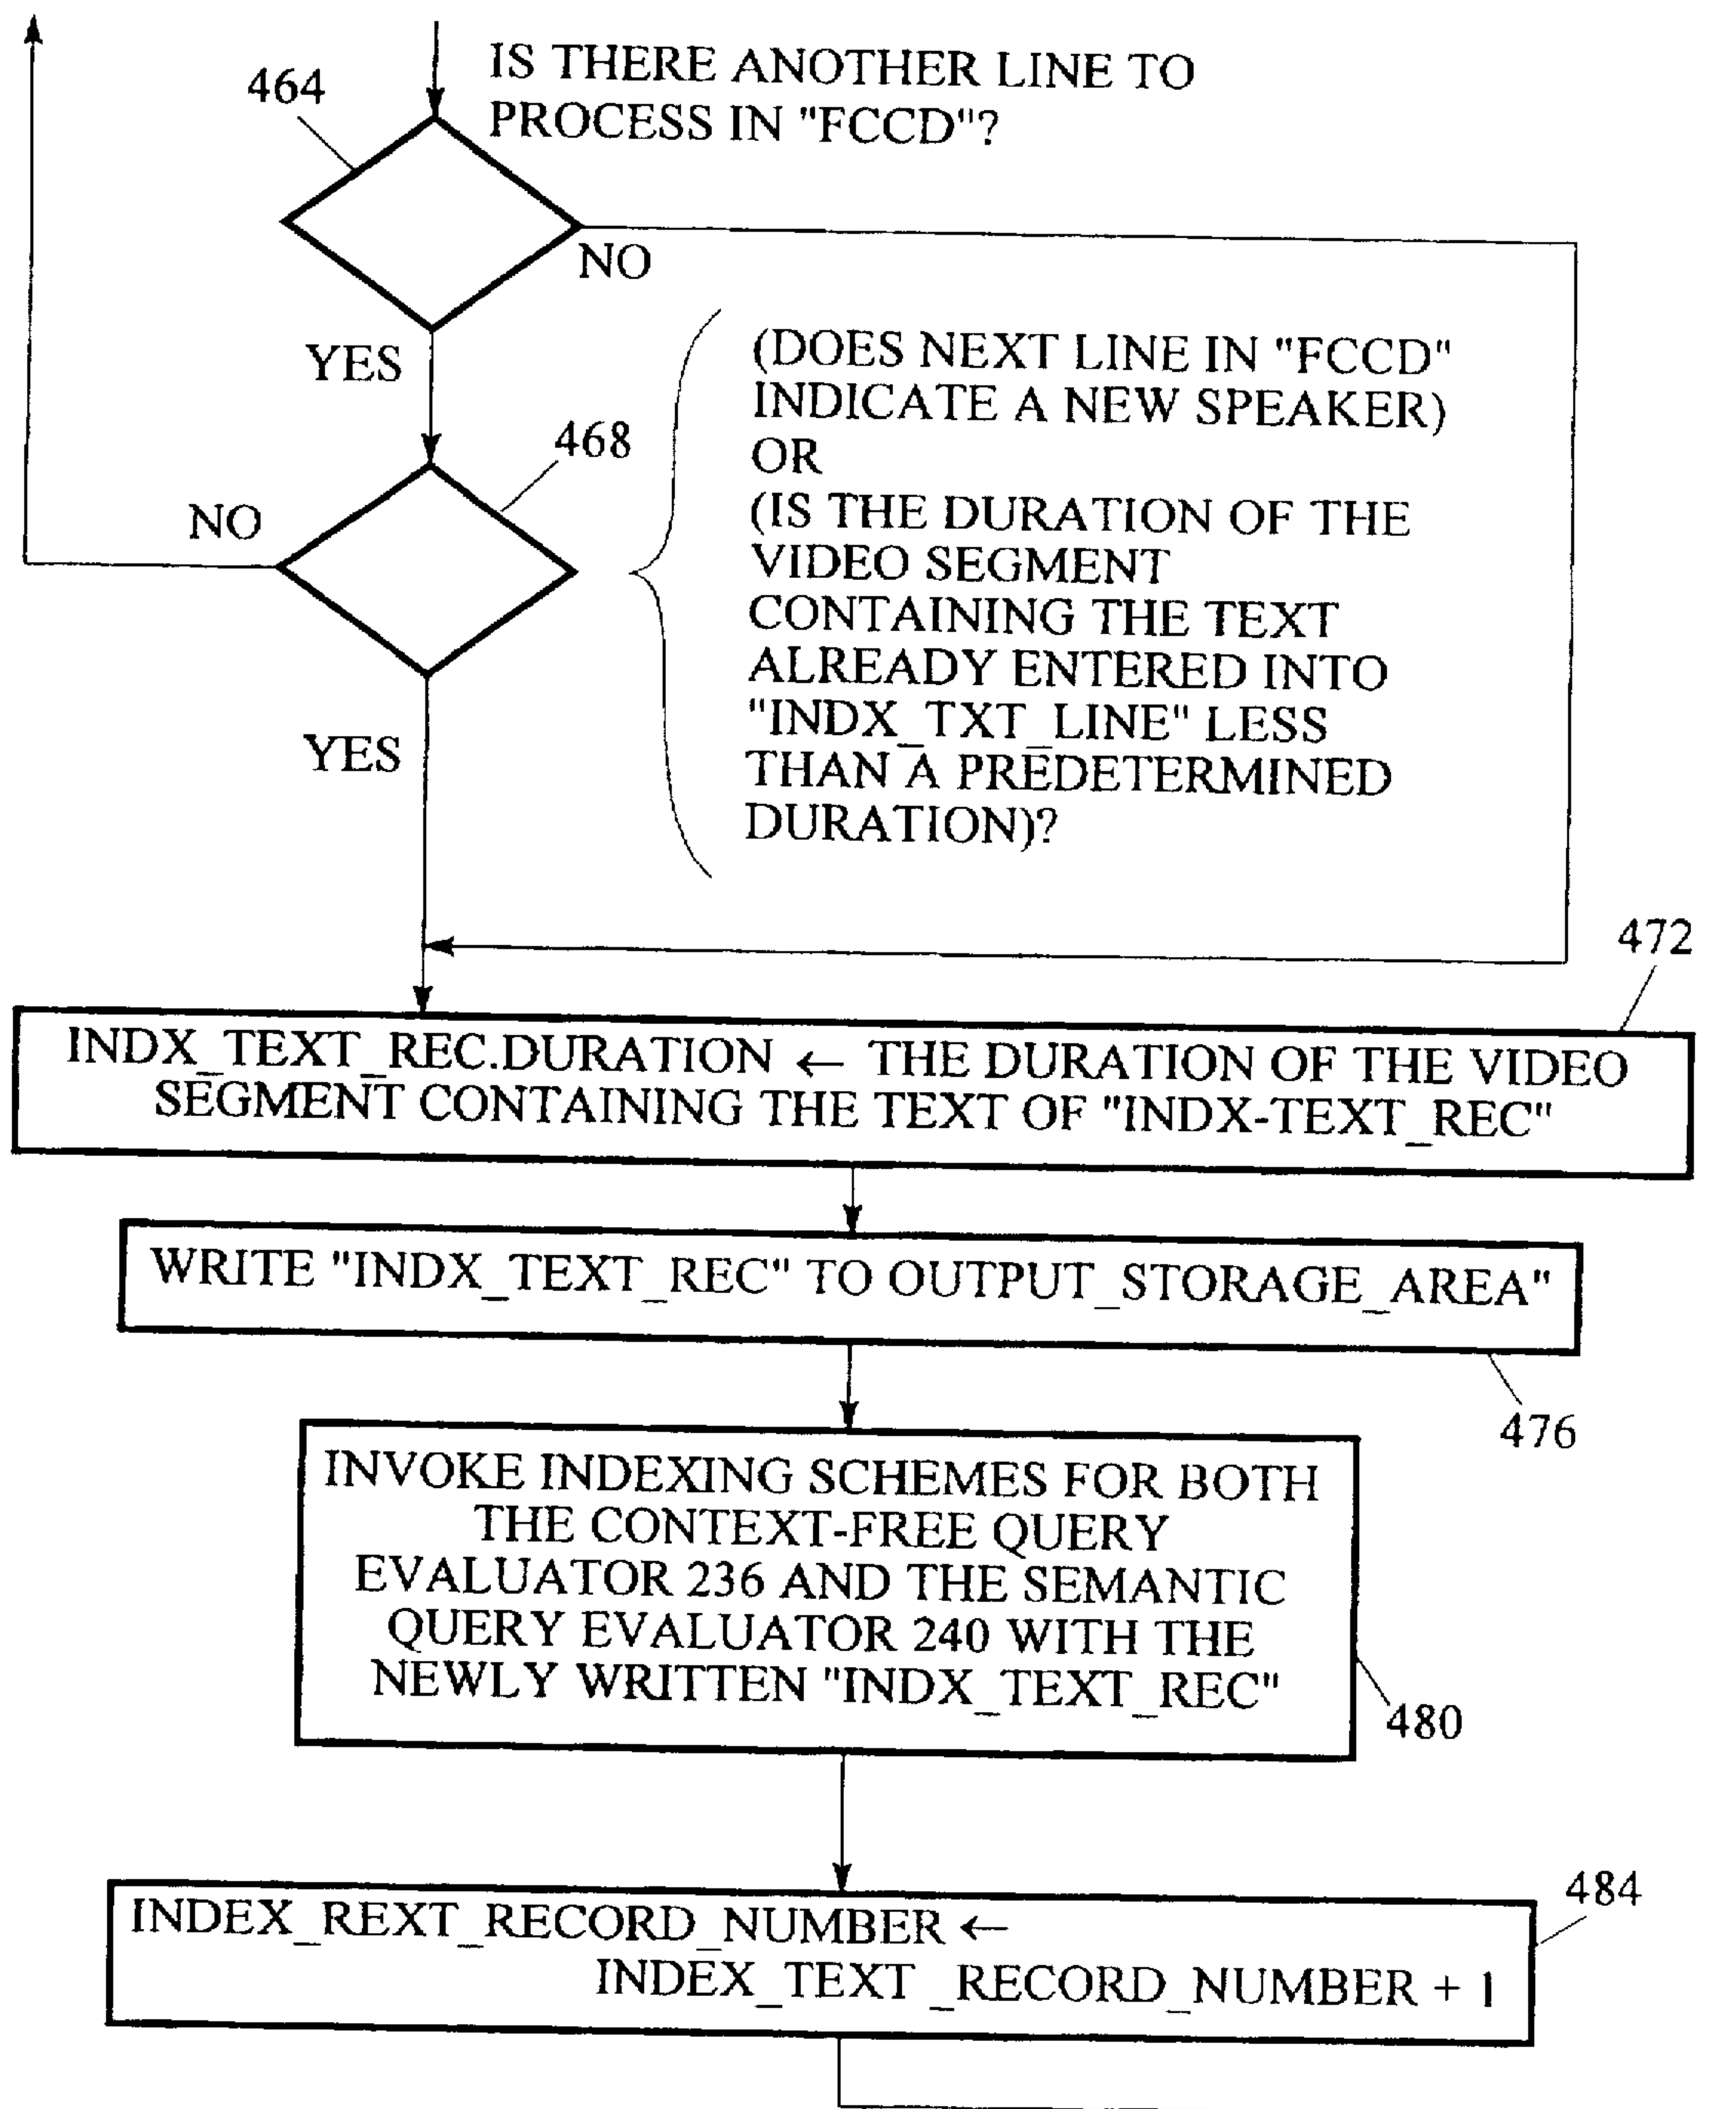 464
IS THERE ANOTHER LINE TO
PROCESS IN "FCCD"?
NO
YES
468
NO
(DOES NEXT LINE IN "FCCD"
INDICATE A NEW SPEAKER)
OR
(IS THE DURATION OF THE
VIDEO SEGMENT
CONTAINING THE TEXT
ALREADY ENTERED INTO
"INDX_TXT_LINE" LESS
THAN A PREDETERMINED
DURATION)?
YES
472
INDX_TEXT_REC.DURATION ← THE DURATION OF THE VIDEO
SEGMENT CONTAINING THE TEXT OF "INDX-TEXT_REC"
WRITE "INDX_TEXT_REC" TO OUTPUT_STORAGE_AREA"
476
INVOKE INDEXING SCHEMES FOR BOTH
THE CONTEXT-FREE QUERY
EVALUATOR 236 AND THE SEMANTIC
QUERY EVALUATOR 240 WITH THE
NEWLY WRITTEN "INDX_TEXT_REC"
480
484
INDEX_REXT_RECORD_NUMBER ←
INDEX_TEXT _RECORD_NUMBER + 1